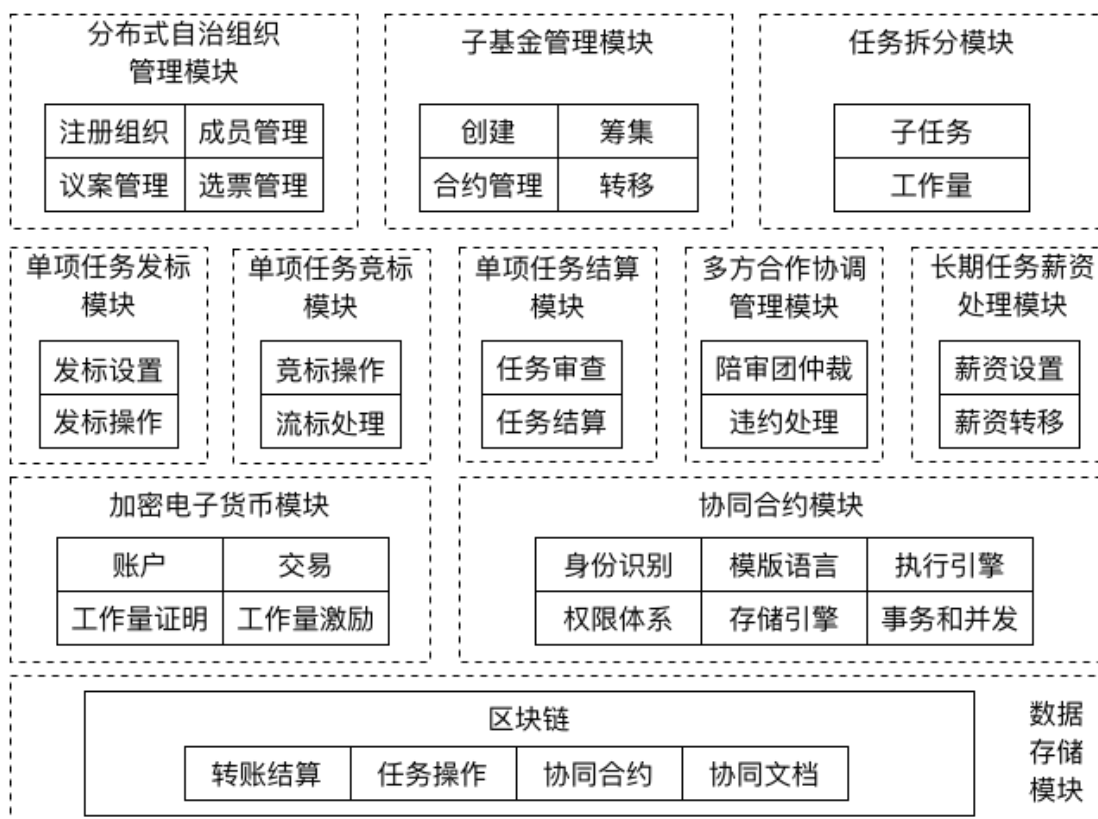 分布式自治组织
管理模块
注册组织 成员管理
议案管理 选票管理
子基金管理模块
创建 筹集
合约管理 转移
任务拆分模块
子任务
工作量
单项任务发标
模块
发标设置
发标操作
单项任务竞标
模块
竞标操作
流标处理
单项任务结算
模块
任务审查
任务结算
多方合作协调
管理模块
陪审团仲裁
违约处理
长期任务薪资
处理模块
薪资设置
薪资转移
加密电子货币模块
账户 交易
工作量证明 工作量激励
协同合约模块
身份识别 模版语言 执行引擎
权限体系 存储引擎 事务和并发
区块链
转账结算 任务操作 协同合约 协同文档
数据
存储
模块